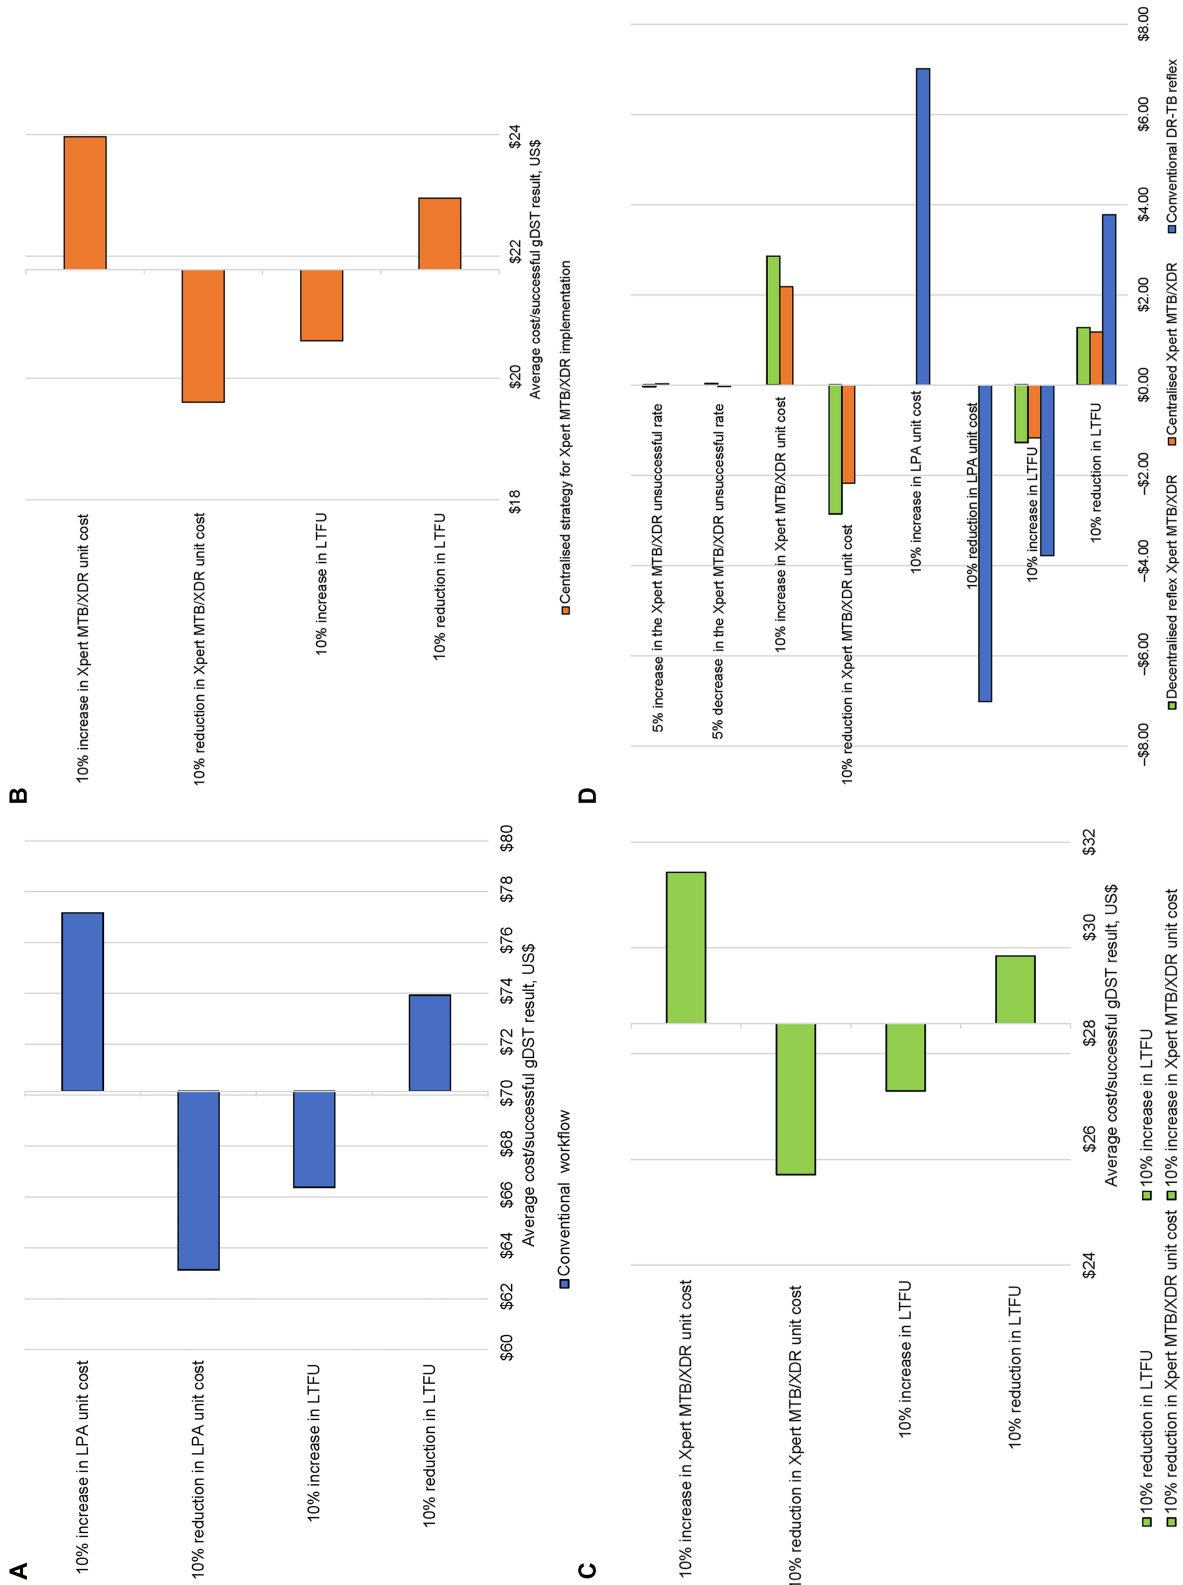 A
10% increase in LPA unit cost
10% reduction in LPA unit cost
10% increase in LTFU
10% reduction in LTFU
$60
$62
$64
$66
$68
$70
$72
$74
$76
$78
$80
Average cost/successful gDST result, US$
Conventional workflow
B
10% increase in Xpert MTB/XDR unit cost
10% reduction in Xpert MTB/XDR unit cost
10% increase in LTFU
10% reduction in LTFU
$18
$20
$22
$24
Average cost/successful gDST result, US$
Centralised strategy for Xpert MTB/XDR implementation
C
10% increase in Xpert MTB/XDR unit cost
10% reduction in Xpert MTB/XDR unit cost
10% increase in LTFU
10% reduction in LTFU
$24
$26
$28
$30
$32
Average cost/successful gDST result, US$
10% reduction in LTFU
10% increase in LTFU
10% reduction in Xpert MTB/XDR unit cost
10% increase in Xpert MTB/XDR unit cost
D
5% increase in the Xpert MTB/XDR unsuccessful rate
5% decrease in the Xpert MTB/XDR unsuccessful rate
10% increase in Xpert MTB/XDR unit cost
10% reduction in Xpert MTB/XDR unit cost
10% increase in LPA unit cost
10% reduction in LPA unit cost
10% increase in LTFU
10% reduction in LTFU
–$8.00
–$6.00
–$4.00
–$2.00
$0.00
$2.00
$4.00
$6.00
$8.00
Decentralised reflex Xpert MTB/XDR
Centralised Xpert MTB/XDR
Conventional DR-TB reflex